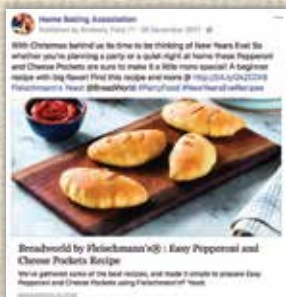 Home Baking Association
With Christmas behind us its time to be thinking of New Years Eve! So
whether you're planning a party or a quiet night at home these Pepperoni
and Cheese Pockets are sure to make it a little more special! A beginner
recipe with big flavor! Find this recipe and more @
Fleischmann's Yeast @BreadWorld #PartyFood #NewYearsEveRecipes
Breadworld by Fleischmann's® : Easy Pepperoni and
Cheese Pockets Recipe
We've gathered some of the best recipes, and made it simple to prepare Easy
Pepperoni and Cheese Pockets using Fleischmann's® Yeast.